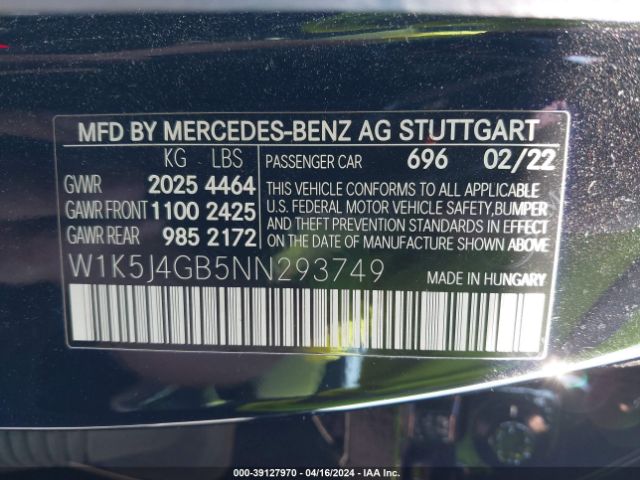 MFD BY MERCEDES-BENZ AG STUTTGART
KG LBS
GVWR 2025 4464
GAWR FRONT 1100 2425
GAWR REAR 985 2172
PASSENGER CAR 696 02/22
THIS VEHICLE CONFORMS TO ALL APPLICABLE
U.S. FEDERAL MOTOR VEHICLE SAFETY, BUMPER
AND THEFT PREVENTION STANDARDS IN EFFECT
ON THE DATE OF MANUFACTURE SHOWN ABOVE
W1K5J4GB5NN293749
MADE IN HUNGARY
000-39127970 | 04/16/2024 | IAA Inc.